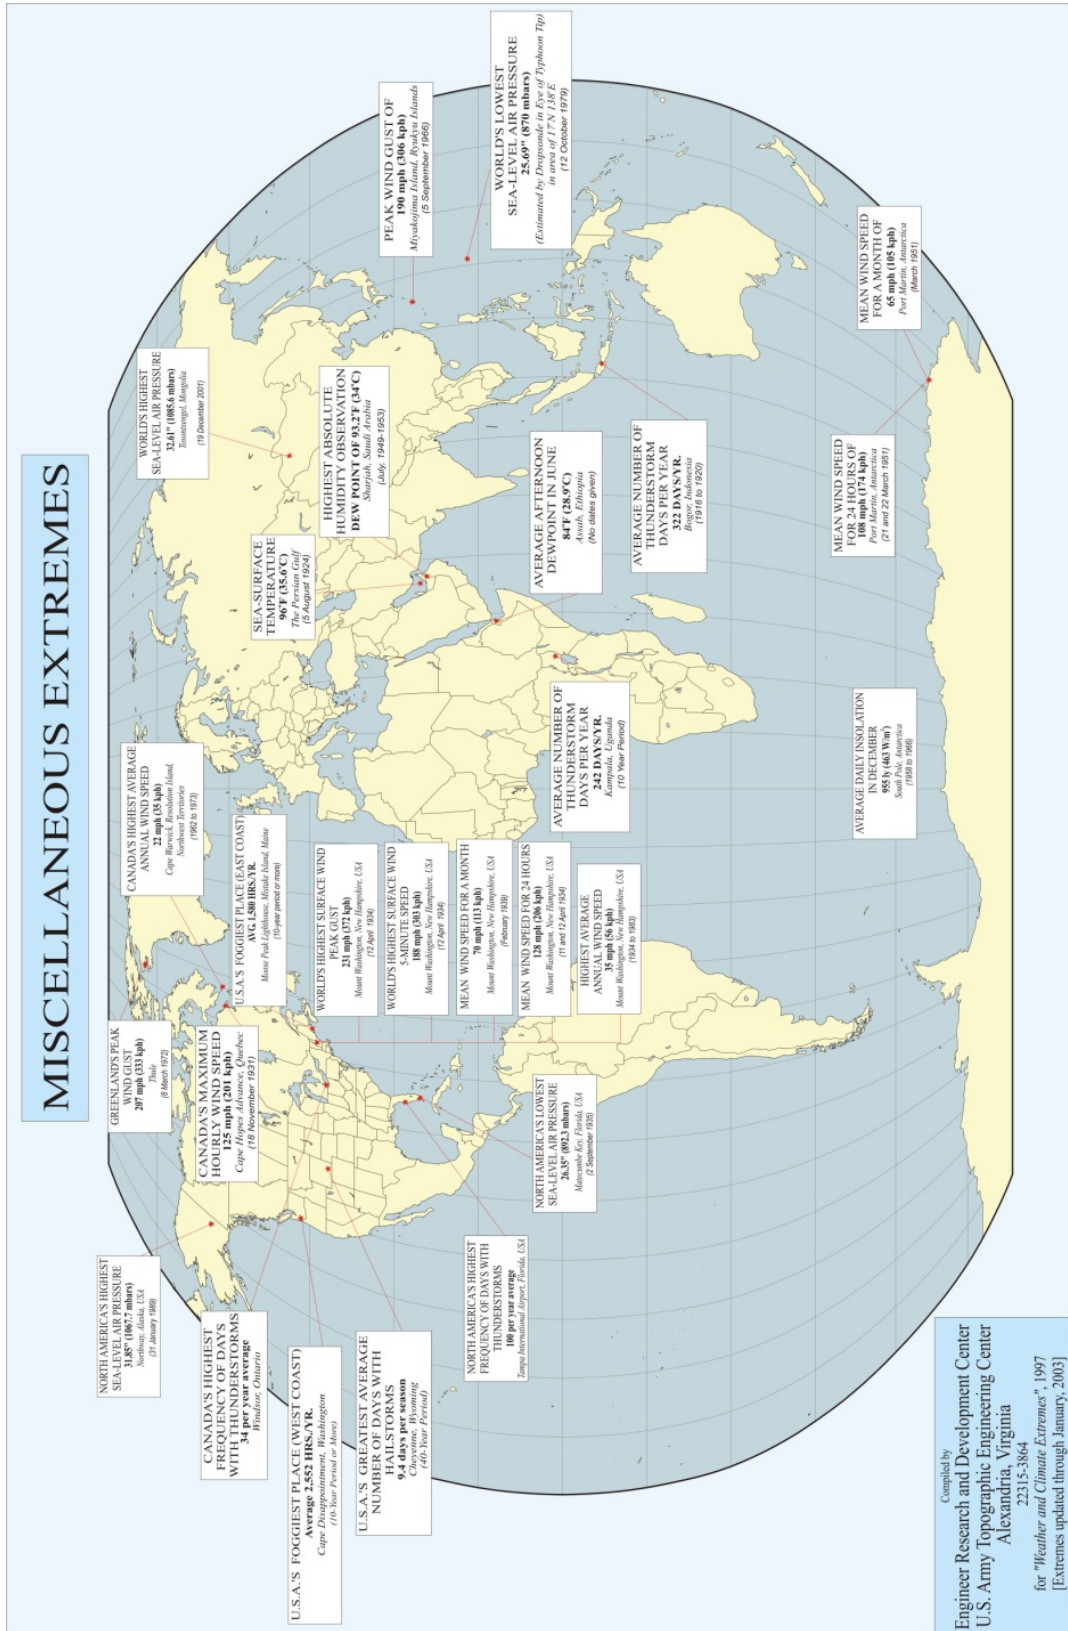 MISCELLANEOUS EXTREMES
NORTH AMERICA'S HIGHEST
SEA-LEVEL AIR PRESSURE
31.85" (1067.7 mbars)
Northway, Alaska, USA
(31 January 1989)
GREENLAND'S PEAK
WIND GUST
207 mph (333 kph)
Thule
(8 March 1972)
CANADA'S HIGHEST AVERAGE
ANNUAL WIND SPEED
22 mph (35 kph)
Cape Warwick, Resolution Island,
Northwest Territories
(1962 to 1973)
WORLD'S HIGHEST
SEA-LEVEL AIR PRESSURE
32.61" (1085.6 mbars)
Tosontsengel, Mongolia
(19 December 2001)
CANADA'S HIGHEST
FREQUENCY OF DAYS
WITH THUNDERSTORMS
34 per year average
Windsor, Ontario
CANADA'S MAXIMUM
HOURLY WIND SPEED
125 mph (201 kph)
Cape Hopes Advance, Quebec
(18 November 1931)
U.S.A.'S FOGGIEST PLACE (EAST COAST)
AVG 1,580 HRS./YR.
Moose Peak Lighthouse, Mistake Island, Maine
(10-year period or more)
SEA-SURFACE
TEMPERATURE
96°F (35.6°C)
The Persian Gulf
(5 August 1924)
HIGHEST ABSOLUTE
HUMIDITY OBSERVATION
DEW POINT OF 93.2°F (34°C)
Sharjah, Saudi Arabia
(July, 1949-1953)
PEAK WIND GUST OF
190 mph (306 kph)
Miyakojima Island, Ryukyu Islands
(5 September 1966)
U.S.A.'S FOGGIEST PLACE (WEST COAST)
Average 2,552 HRS./YR.
Cape Disappointment, Washington
(10-Year Period or More)
WORLD'S HIGHEST SURFACE WIND
PEAK GUST
231 mph (372 kph)
Mount Washington, New Hampshire, USA
(12 April 1934)
U.S.A.'S GREATEST AVERAGE
NUMBER OF DAYS WITH
HAILSTORMS
9.4 days per season
Cheyenne, Wyoming
(40-Year Period)
WORLD'S HIGHEST SURFACE WIND
5-MINUTE SPEED
188 mph (303 kph)
Mount Washington, New Hampshire, USA
(12 April 1934)
NORTH AMERICA'S HIGHEST
FREQUENCY OF DAYS WITH
THUNDERSTORMS
100 per year average
Tampa International Airport, Florida, USA
MEAN WIND SPEED FOR A MONTH
70 mph (113 kph)
Mount Washington, New Hampshire, USA
(February 1939)
WORLD'S LOWEST
SEA-LEVEL AIR PRESSURE
25.69" (870 mbars)
(Estimated by Dropsonde in Eye of Typhoon Tip)
in area of 17°N 138°E
(12 October 1979)
NORTH AMERICA'S LOWEST
SEA-LEVEL AIR PRESSURE
26.35" (892.3 mbars)
Matecumbe Key, Florida, USA
(2 September 1935)
MEAN WIND SPEED FOR 24 HOURS
128 mph (206 kph)
Mount Washington, New Hampshire, USA
(11 and 12 April 1934)
AVERAGE AFTERNOON
DEWPOINT IN JUNE
84°F (28.9°C)
Assab, Ethiopia
(No dates given)
HIGHEST AVERAGE
ANNUAL WIND SPEED
35 mph (56 kph)
Mount Washington, New Hampshire, USA
(1934 to 1983)
AVERAGE NUMBER OF
THUNDERSTORM
DAYS PER YEAR
242 DAYS/YR.
Kampala, Uganda
(10 Year Period)
AVERAGE NUMBER OF
THUNDERSTORM
DAYS PER YEAR
322 DAYS/YR.
Bogor, Indonesia
(1916 to 1920)
AVERAGE DAILY INSOLATION
IN DECEMBER
955 ly (463 W/m²)
South Pole, Antarctica
(1958 to 1966)
MEAN WIND SPEED
FOR 24 HOURS OF
108 mph (174 kph)
Port Martin, Antarctica
(21 and 22 March 1951)
MEAN WIND SPEED
FOR A MONTH OF
65 mph (105 kph)
Port Martin, Antarctica
(March 1951)
Compiled by
Engineer Research and Development Center
U.S. Army Topographic Engineering Center
Alexandria, Virginia
22315-3864
for "Weather and Climate Extremes", 1997
[Extremes updated through January, 2003]